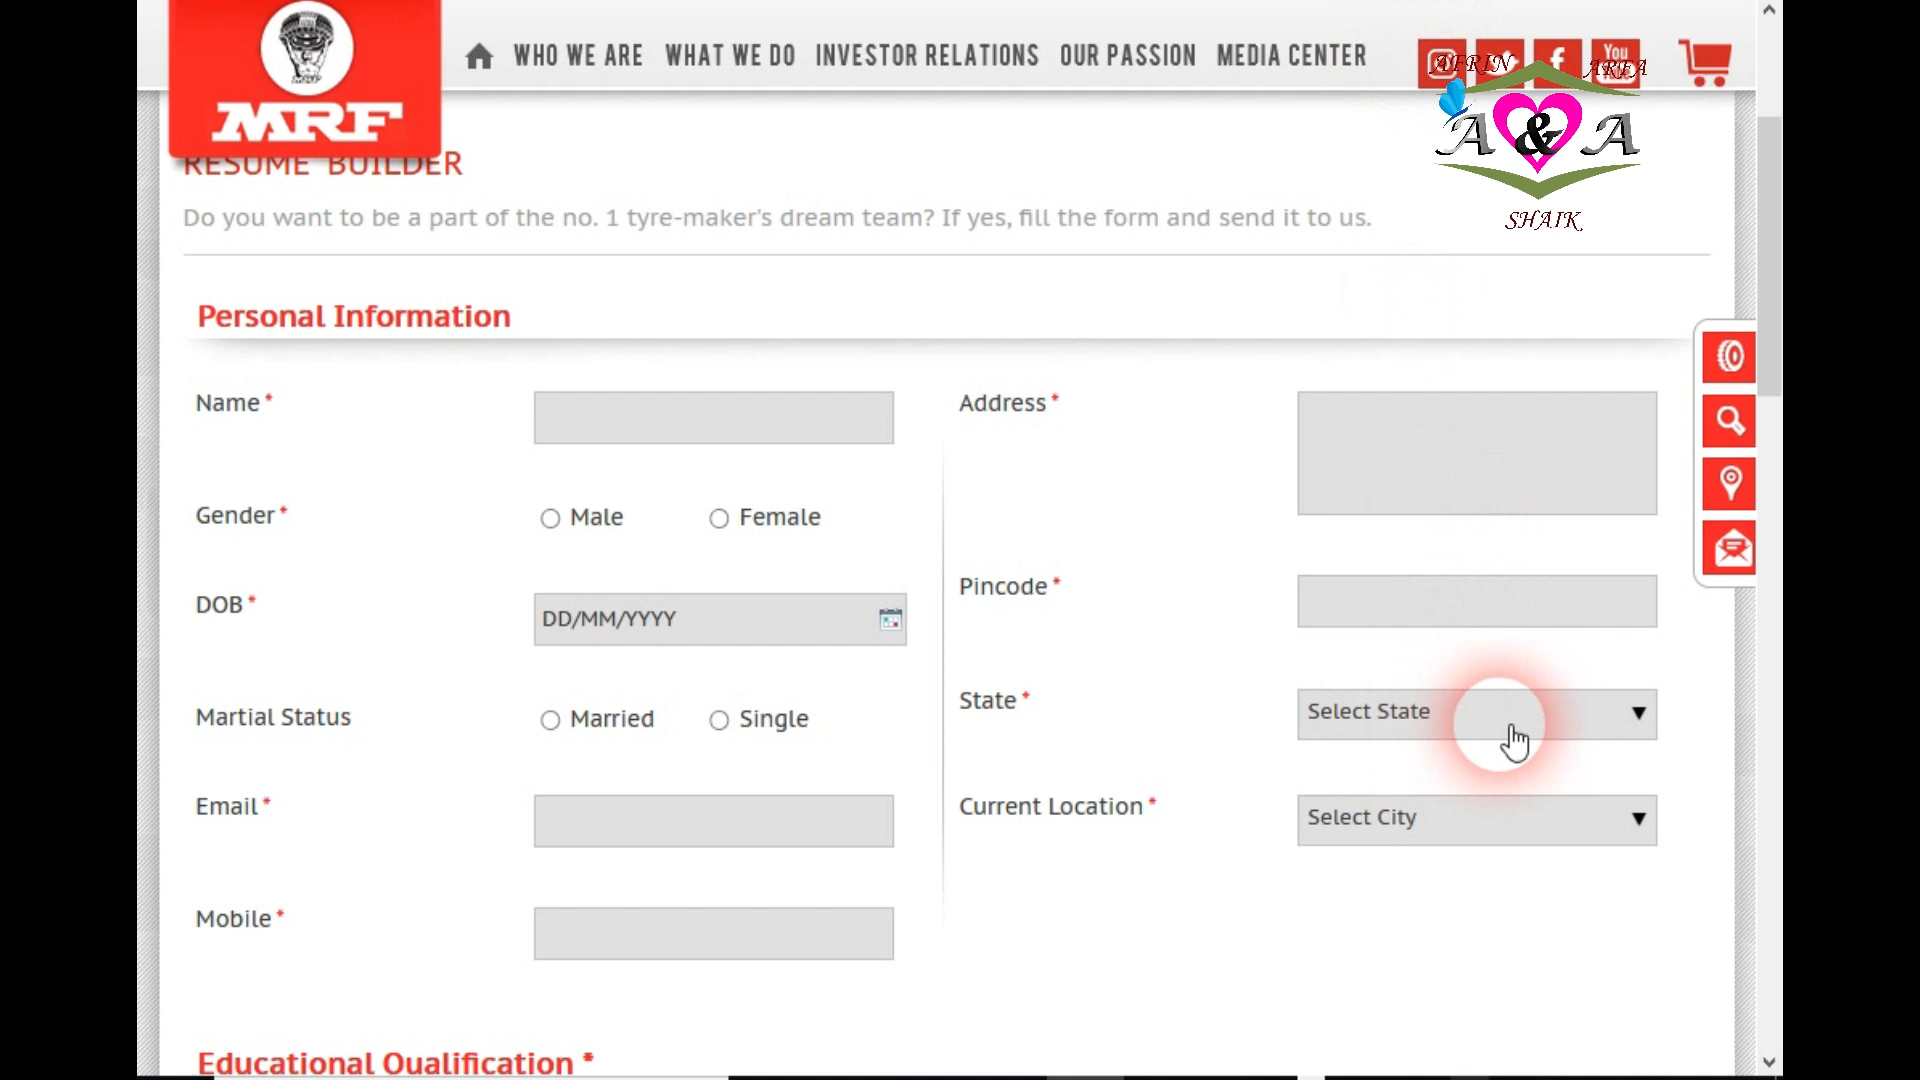 WHO WE ARE WHAT WE DO INVESTOR RELATIONS OUR PASSION MEDIA CENTER
You
AFRIN ARFA
A & A
SHAIK
MRF
RESUME BUILDER
Do you want to be a part of the no. 1 tyre-maker's dream team? If yes, fill the form and send it to us.
Personal Information
Name *
Address *
Gender *
Male Female
DOB *
DD/MM/YYYY
Pincode *
Martial Status
Married Single
State *
Select State
Email *
Current Location *
Select City
Mobile *
Educational Qualification *